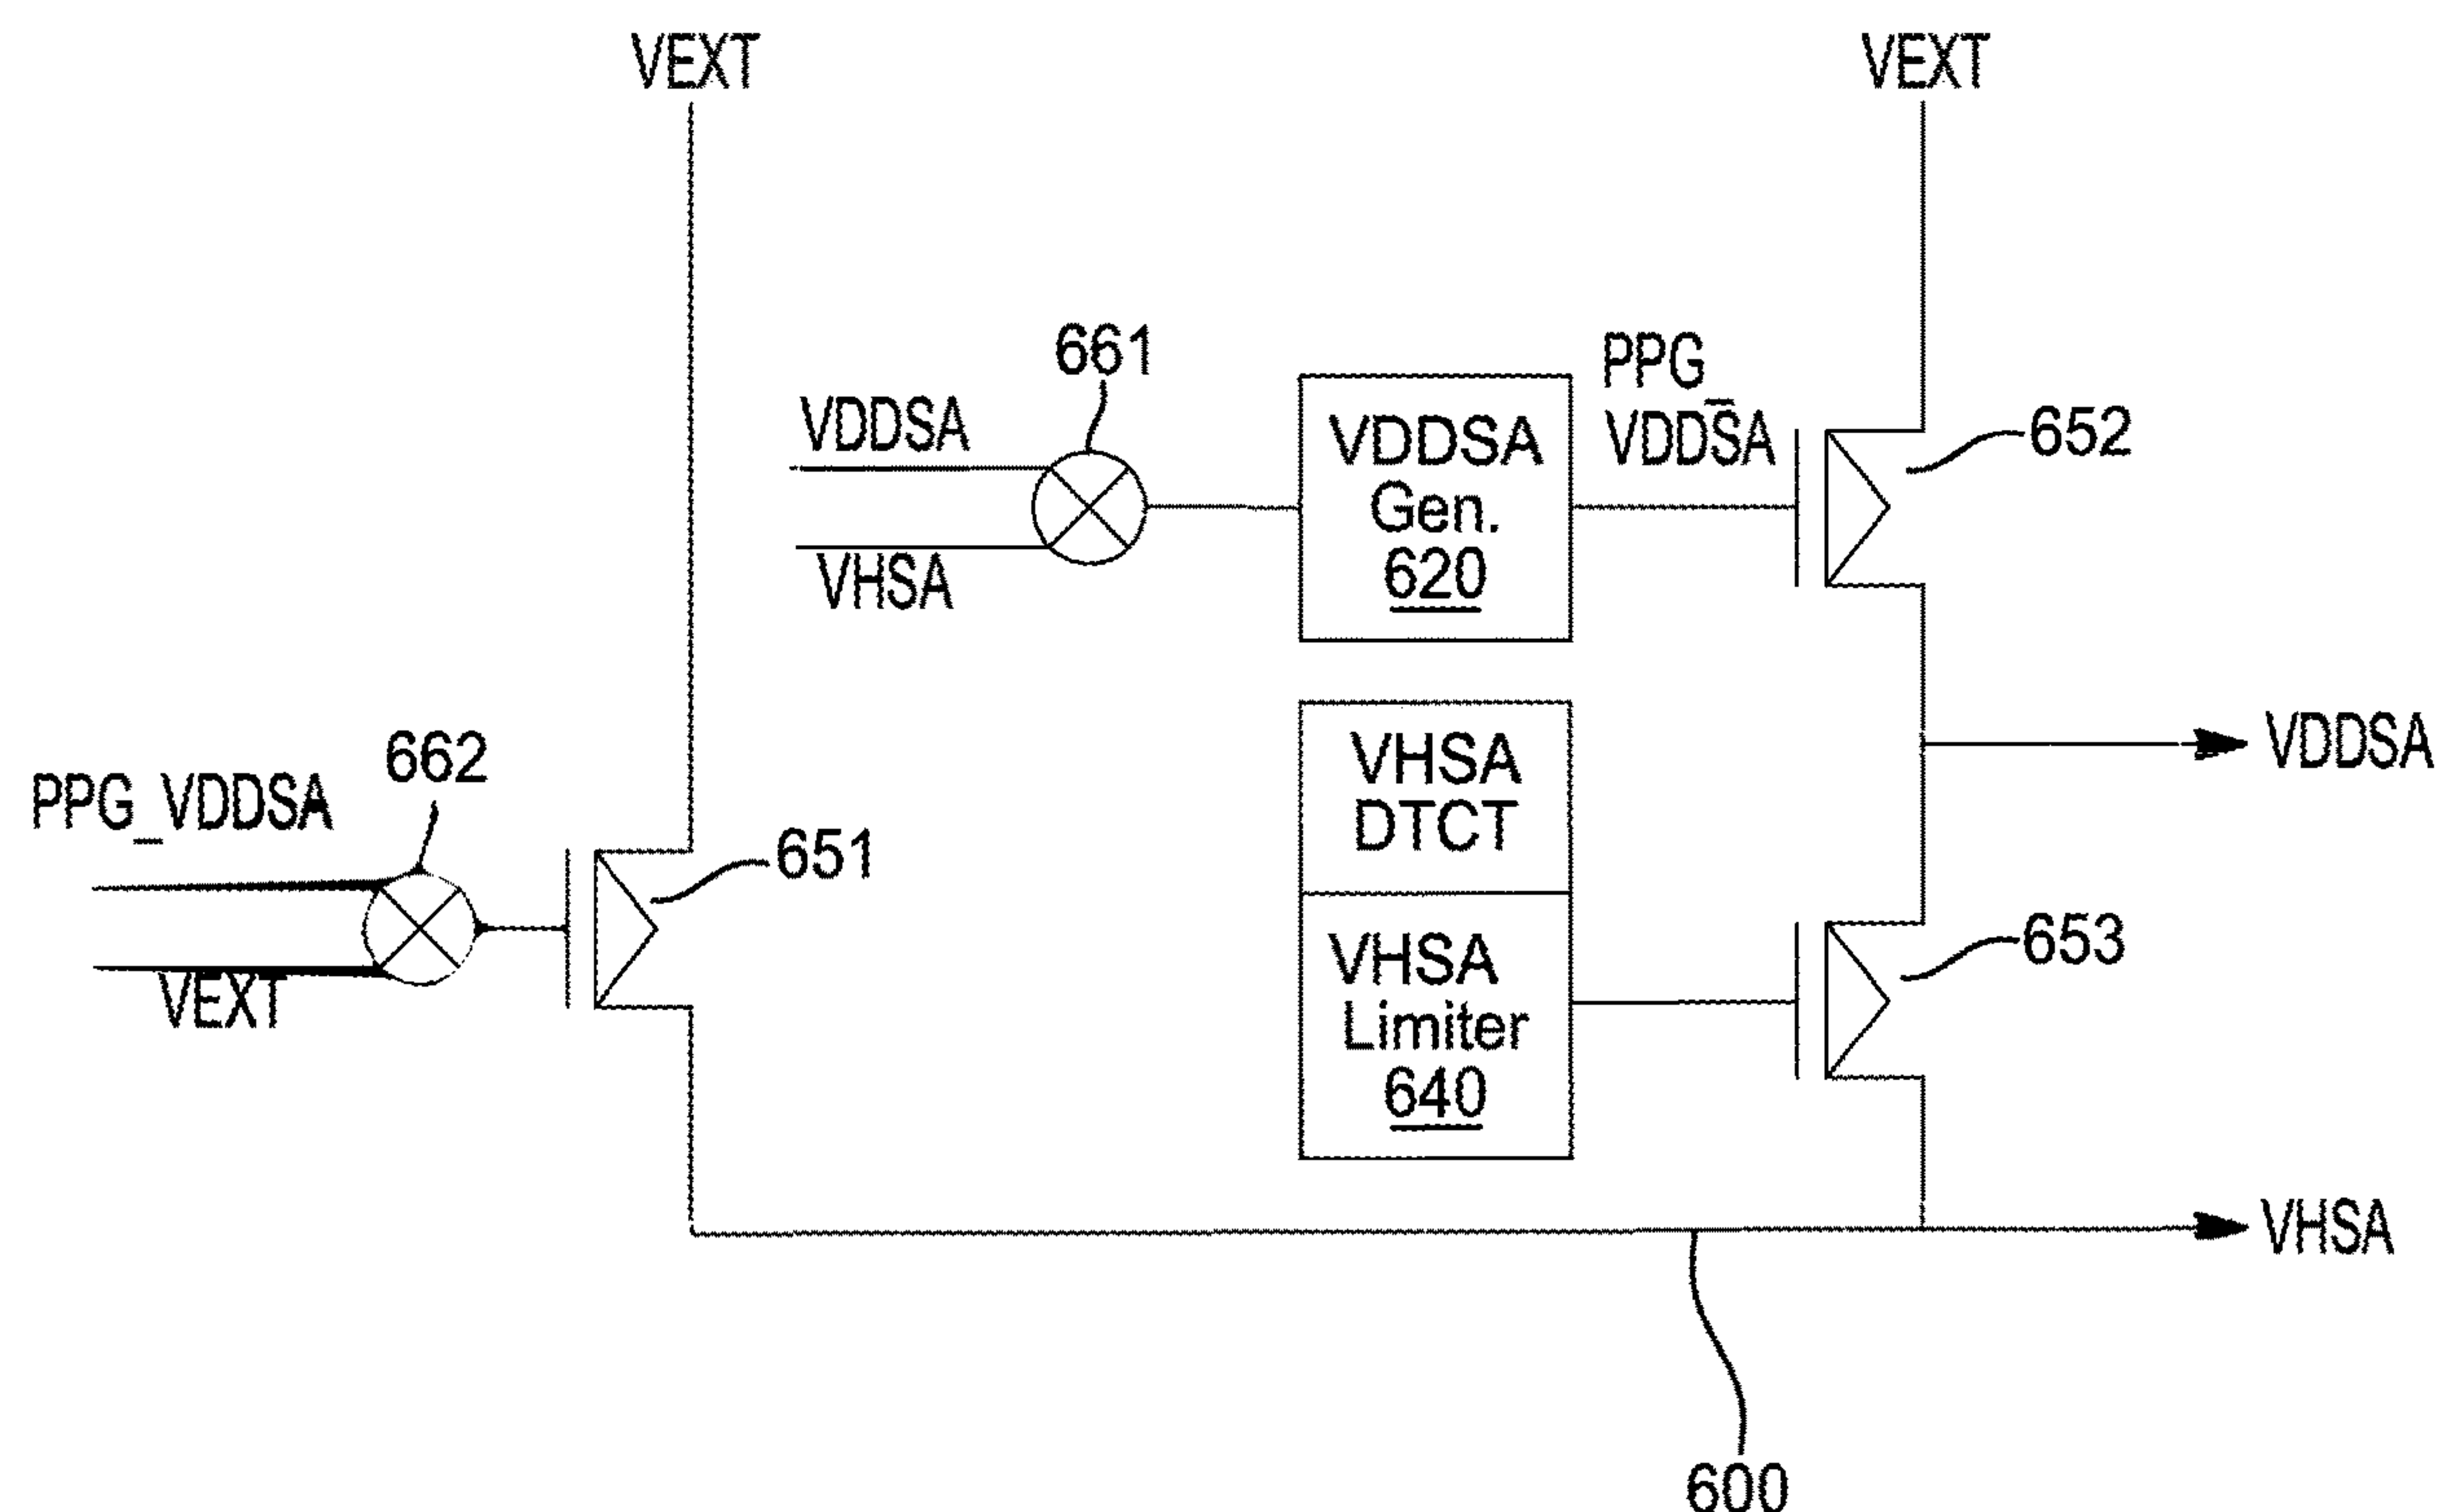 VEXT
VEXT
661
PPG_
VDDSA
VDDSA
VDDSA
Gen.
620
652
VHSA
662
PPG_VDDSA
VHSA
DTCT
VDDSA
651
VEXT
VHSA
Limiter
640
653
VHSA
600